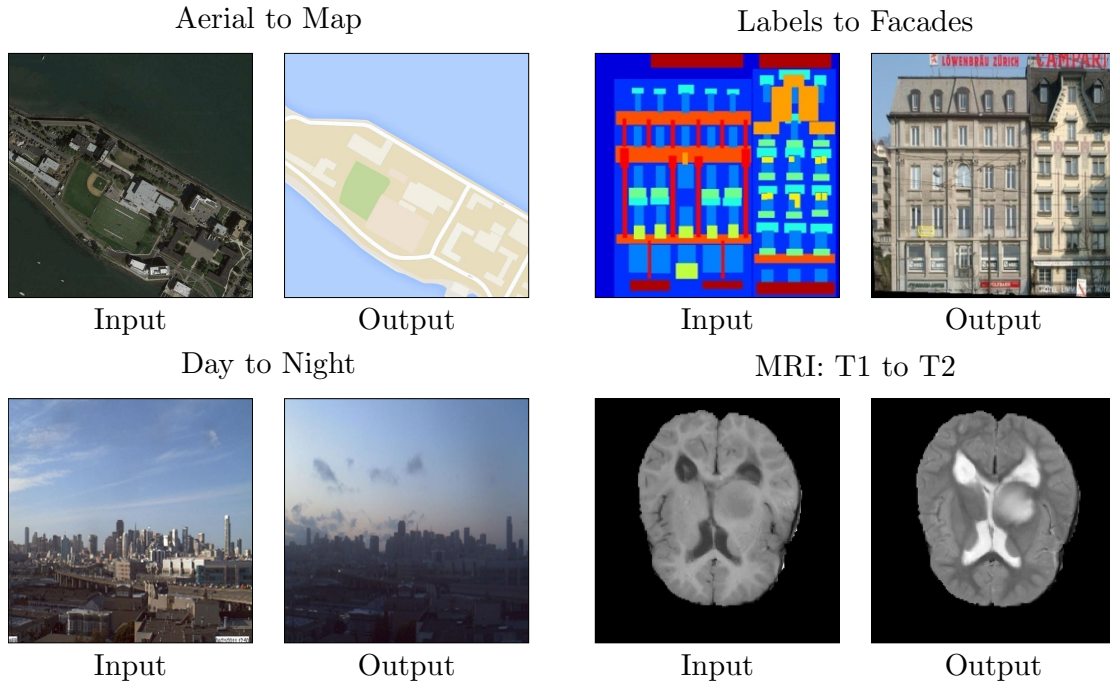 Aerial to Map
Labels to Facades
LÖWENBRÄU ZÜRICH
CAMPARI
Input
Output
Input
Output
Day to Night
MRI: T1 to T2
Input
Output
Input
Output